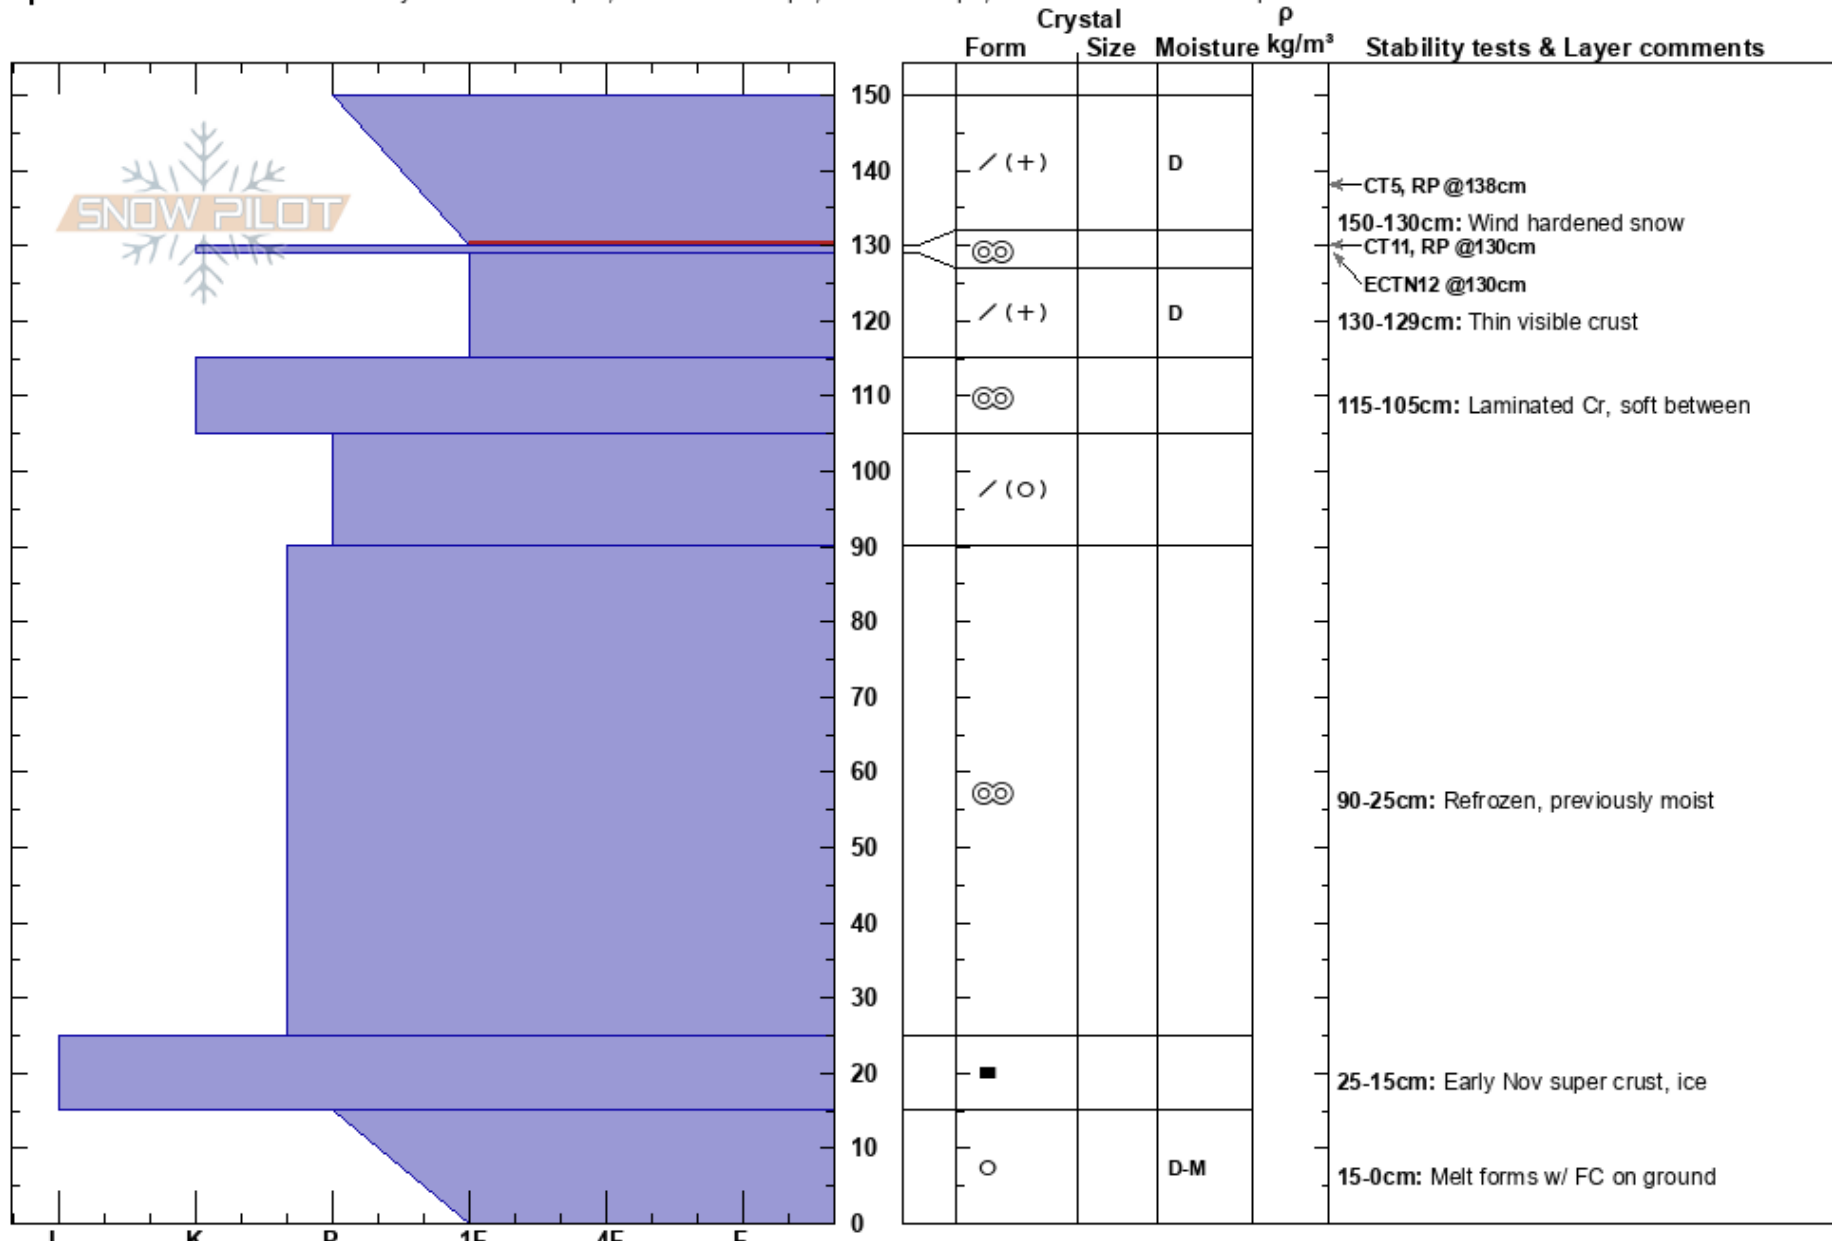 Crystal
ρ
Form Size Moisture kg/m³ Stability tests & Layer comments
150
SNOW PILOT
/ (+) D
140
CT5, RP @138cm
150-130cm: Wind hardened snow
130
CT11, RP @130cm
ECTN12 @130cm
/ (+) D
120
130-129cm: Thin visible crust
110
115-105cm: Laminated Cr, soft between
100
/ (o)
90
80
70
60
90-25cm: Refrozen, previously moist
50
40
30
20
25-15cm: Early Nov super crust, ice
10
D-M
15-0cm: Melt forms w/ FC on ground
0
I K P 1F 4F F